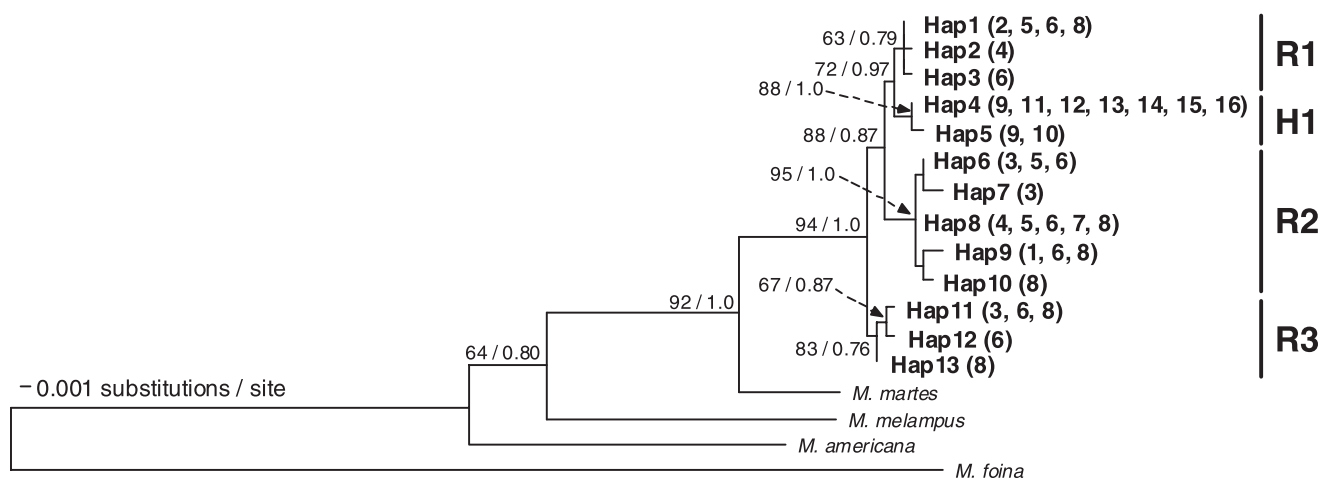 63 / 0.79
Hap1 (2, 5, 6, 8)
Hap2 (4)
R1
72 / 0.97
Hap3 (6)
88 / 1.0
Hap4 (9, 11, 12, 13, 14, 15, 16)
H1
88 / 0.87
Hap5 (9, 10)
Hap6 (3, 5, 6)
95 / 1.0
Hap7 (3)
94 / 1.0
Hap8 (4, 5, 6, 7, 8)
R2
Hap9 (1, 6, 8)
67 / 0.87
Hap10 (8)
92 / 1.0
Hap11 (3, 6, 8)
Hap12 (6)
R3
64 / 0.80
83 / 0.76
Hap13 (8)
0.001 substitutions / site
M. martes
M. melampus
M. americana
M. foina